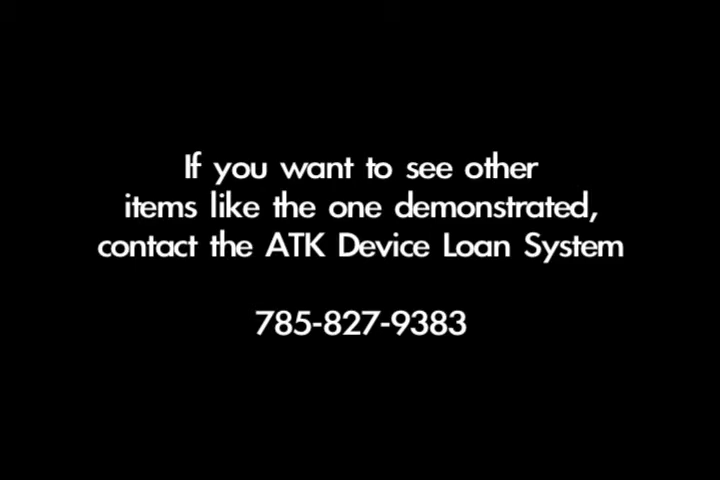 If you want to see other
items like the one demonstrated,
contact the ATK Device Loan System
785-827-9383